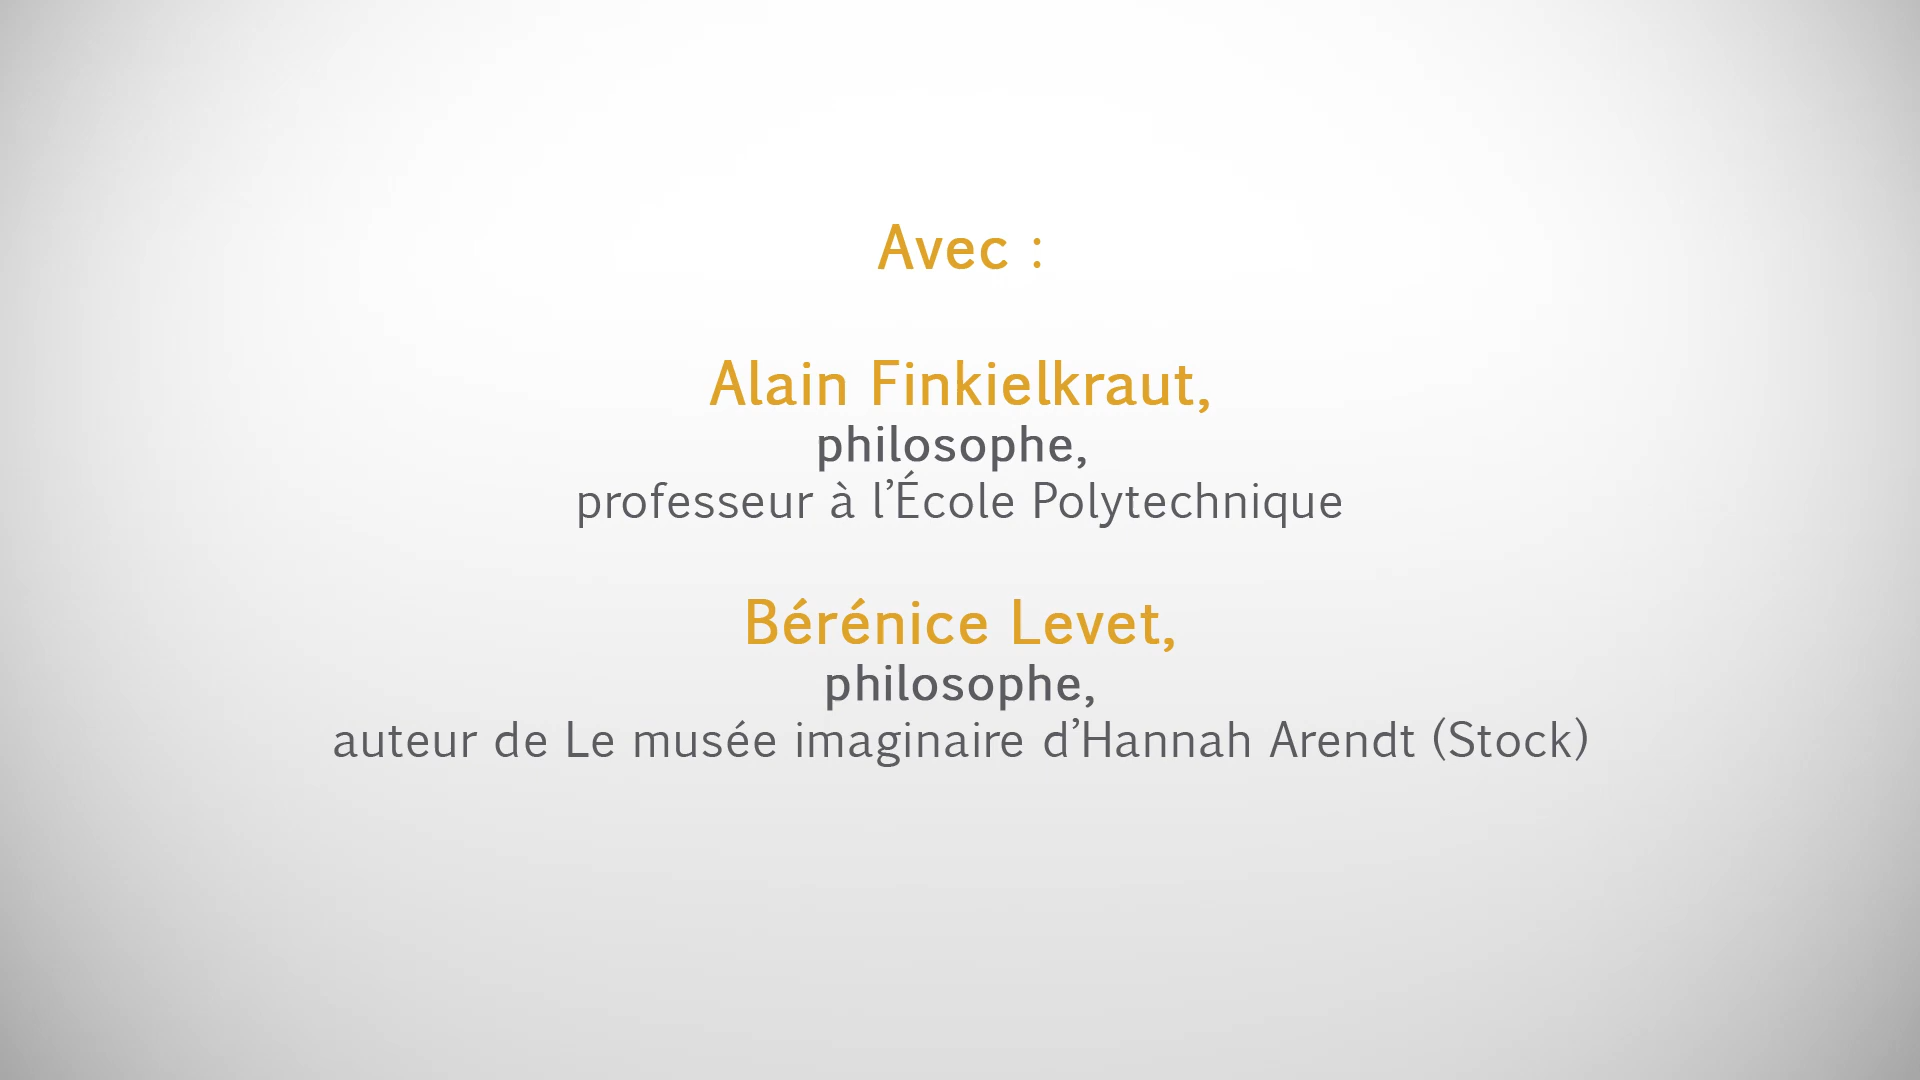 Avec :
Alain Finkielkraut,
philosophe,
professeur à l’École Polytechnique
Bérénice Levet,
philosophe,
auteur de Le musée imaginaire d’Hannah Arendt (Stock)